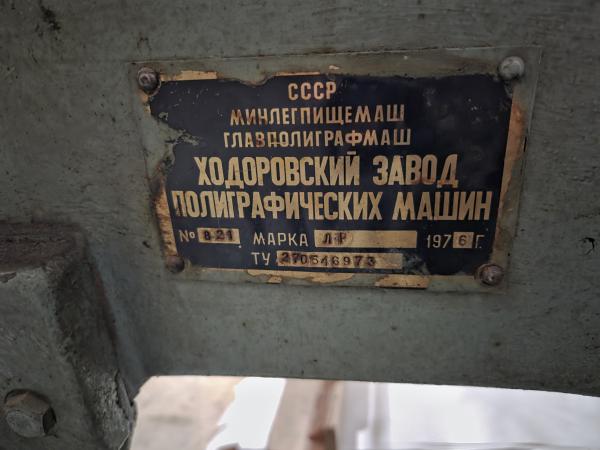 СССР
МИНЛЕГПИЩЕМАШ
ГЛАВПОЛИГРАФМАШ
ХОДОРОВСКИЙ ЗАВОД
ПОЛИГРАФИЧЕСКИХ МАШИН
№ 821 МАРКА ЛР 1976 Г.
ТУ 270546973